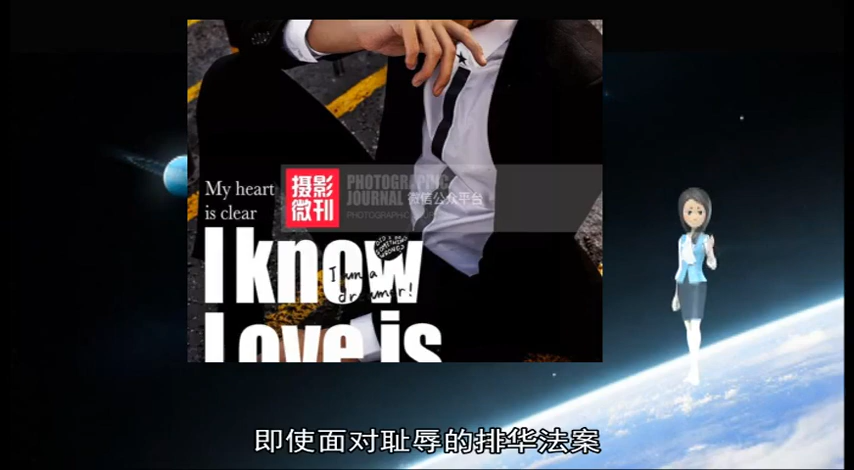 My heart
is clear
摄影
微刊
PHOTOGRAPHIC
JOURNAL 微信公众平台
I know
I am a
dreamer!
Love is
即使面对耻辱的排华法案